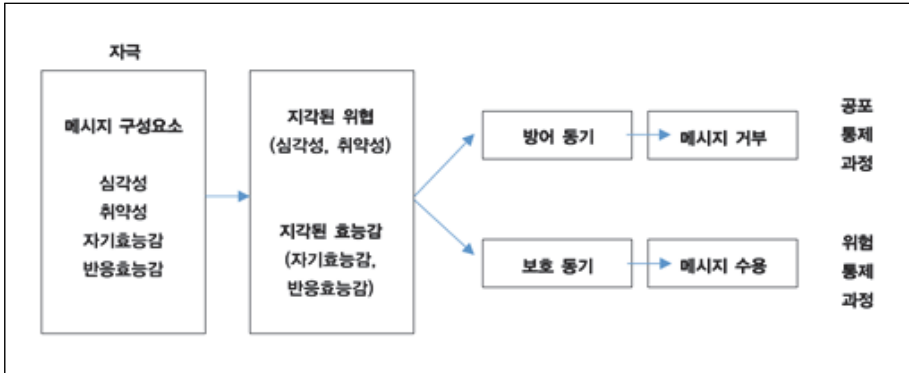 자극
메시지 구성요소
심각성
취약성
자기효능감
반응효능감
지각된 위협
(심각성, 취약성)
지각된 효능감
(자기효능감,
반응효능감)
방어 동기
메시지 거부
공포
통제
과정
보호 동기
메시지 수용
위험
통제
과정